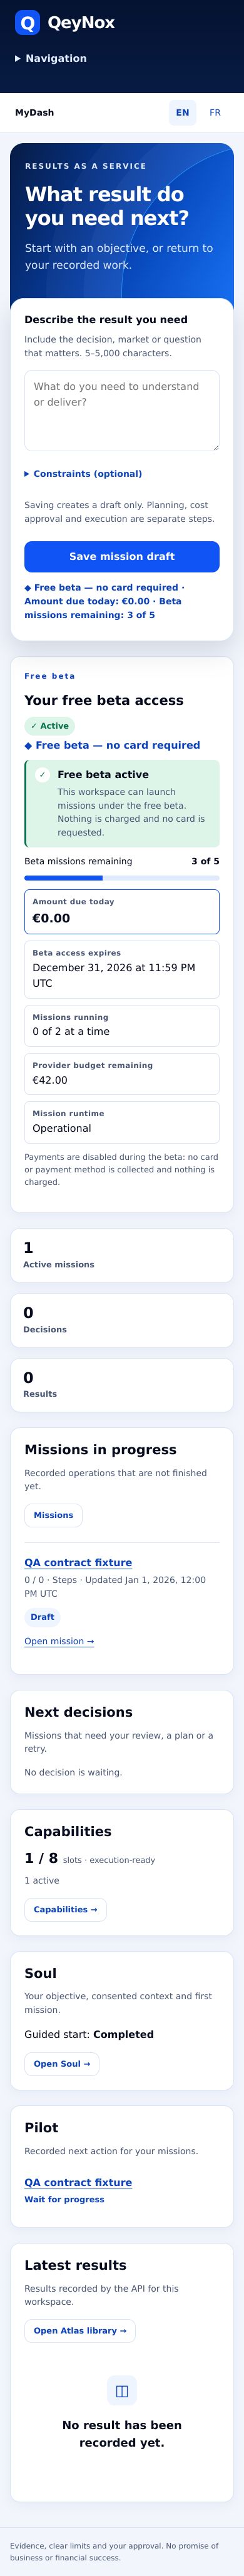 Q QeyNox
▶ Navigation
MyDash EN FR
RESULTS AS A SERVICE
What result do
you need next?
Start with an objective, or return to
your recorded work.
Describe the result you need
Include the decision, market or question
that matters. 5–5,000 characters.
What do you need to understand
or deliver?
▶ Constraints (optional)
Saving creates a draft only. Planning, cost
approval and execution are separate steps.
Save mission draft
◆ Free beta — no card required ·
Amount due today: €0.00 · Beta
missions remaining: 3 of 5
Free beta
Your free beta access
✓ Active
◆ Free beta — no card required
✓ Free beta active
This workspace can launch
missions under the free beta.
Nothing is charged and no card is
requested.
Beta missions remaining 3 of 5
Amount due today
€0.00
Beta access expires
December 31, 2026 at 11:59 PM
UTC
Missions running
0 of 2 at a time
Provider budget remaining
€42.00
Mission runtime
Operational
Payments are disabled during the beta: no card
or payment method is collected and nothing is
charged.
1
Active missions
0
Decisions
0
Results
Missions in progress
Recorded operations that are not finished
yet.
Missions
QA contract fixture
0 / 0 · Steps · Updated Jan 1, 2026, 12:00
PM UTC
Draft
Open mission →
Next decisions
Missions that need your review, a plan or a
retry.
No decision is waiting.
Capabilities
1 / 8 slots · execution-ready
1 active
Capabilities →
Soul
Your objective, consented context and first
mission.
Guided start: Completed
Open Soul →
Pilot
Recorded next action for your missions.
QA contract fixture
Wait for progress
Latest results
Results recorded by the API for this
workspace.
Open Atlas library →
No result has been
recorded yet.
Evidence, clear limits and your approval. No promise of
business or financial success.